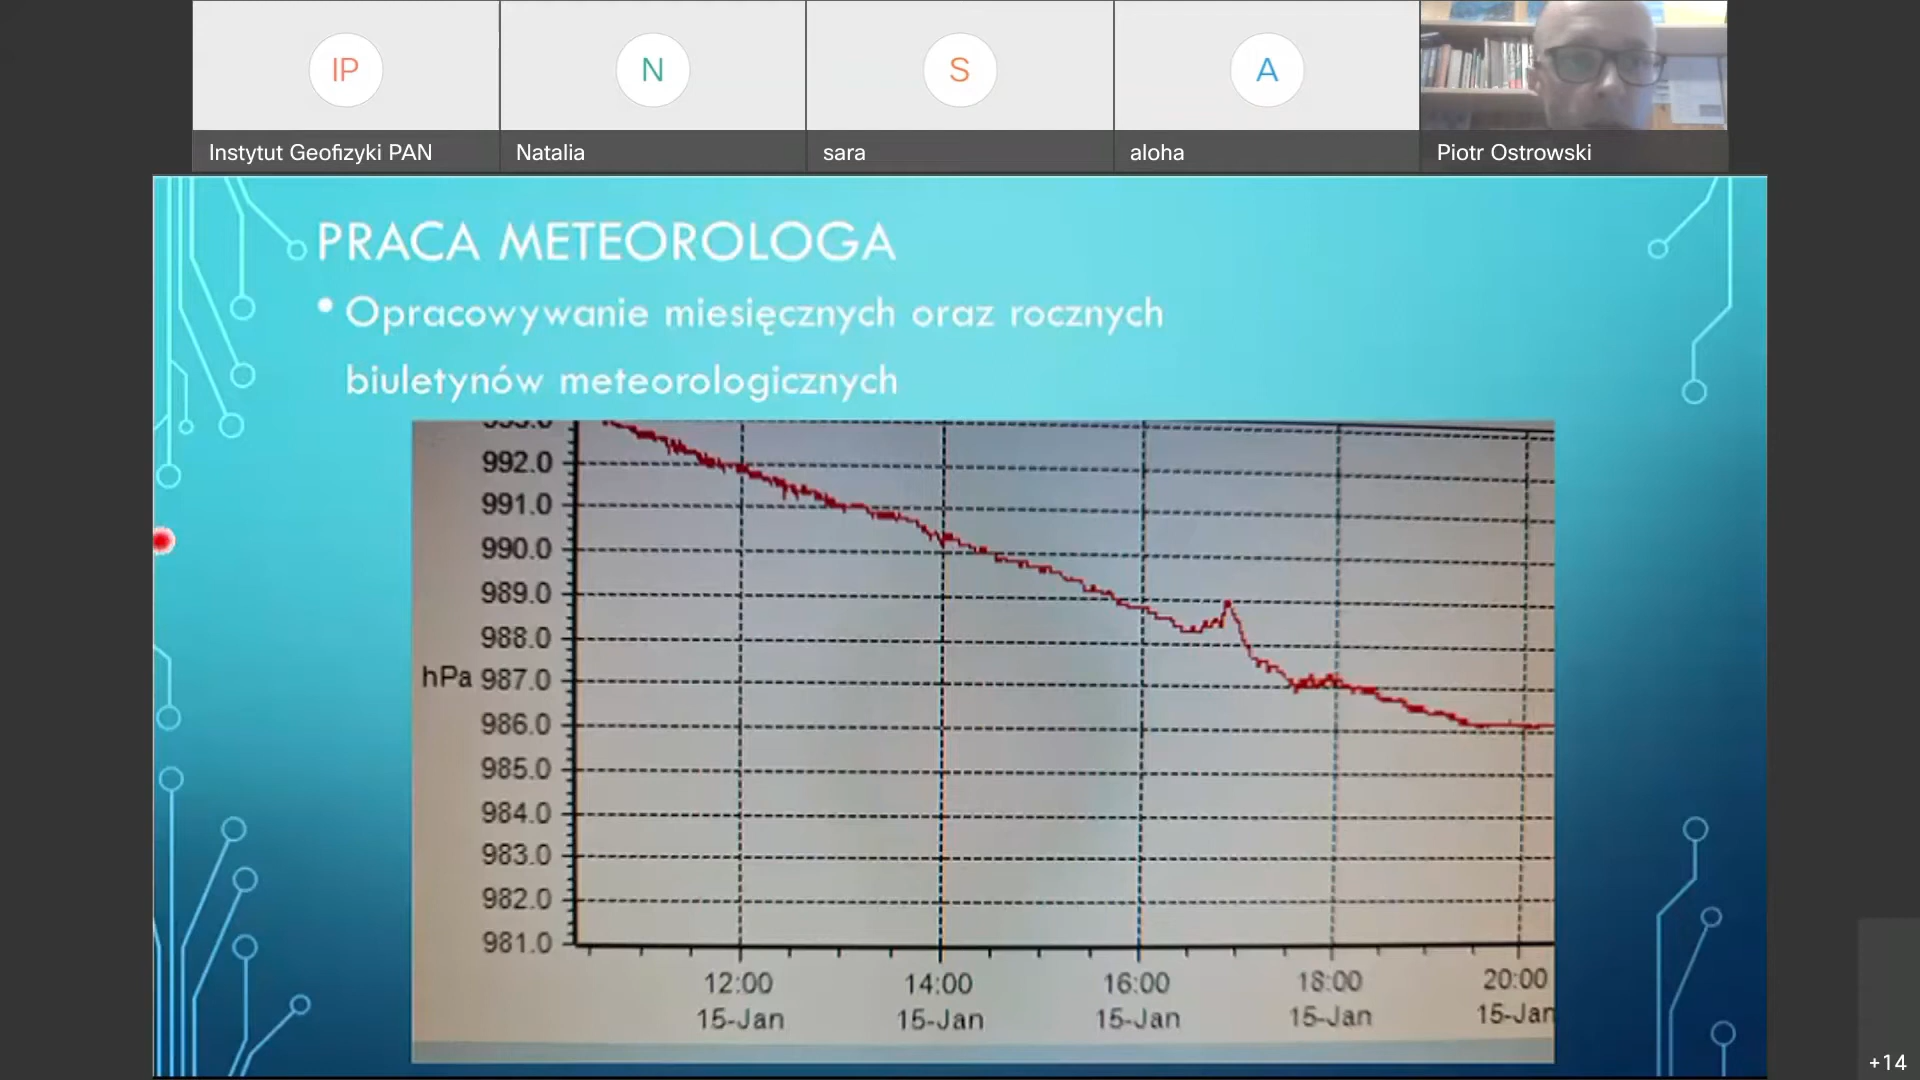 IP
N
S
A
Instytut Geofizyki PAN
Natalia
sara
aloha
Piotr Ostrowski
PRACA METEOROLOGA
• Opracowywanie miesięcznych oraz rocznych
biuletynów meteorologicznych
992.0
991.0
990.0
989.0
988.0
hPa 987.0
986.0
985.0
984.0
983.0
982.0
981.0
12:00 14:00 16:00 18:00 20:00
15-Jan 15-Jan 15-Jan 15-Jan 15-Jan
+14